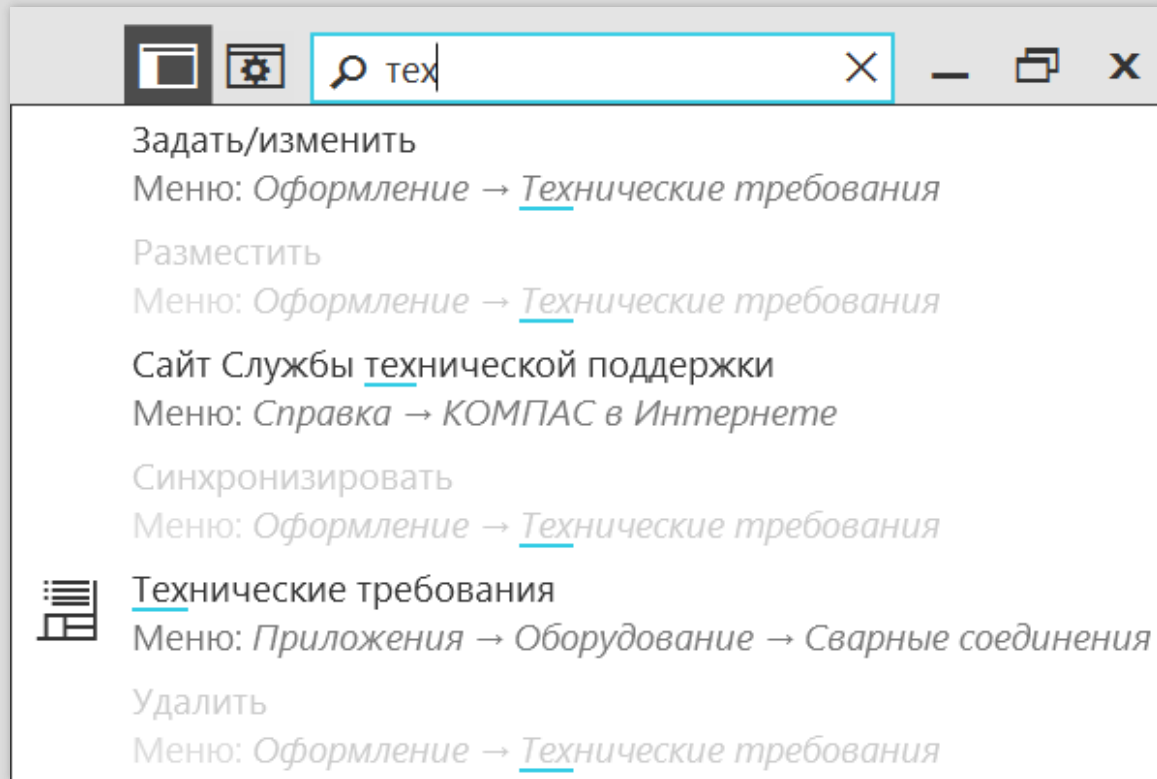 тех
Задать/изменить
Меню: Оформление → Технические требования
Разместить
Меню: Оформление → Технические требования
Сайт Службы технической поддержки
Меню: Справка → КОМПАС в Интернете
Синхронизировать
Меню: Оформление → Технические требования
Технические требования
Меню: Приложения → Оборудование → Сварные соединения
Удалить
Меню: Оформление → Технические требования